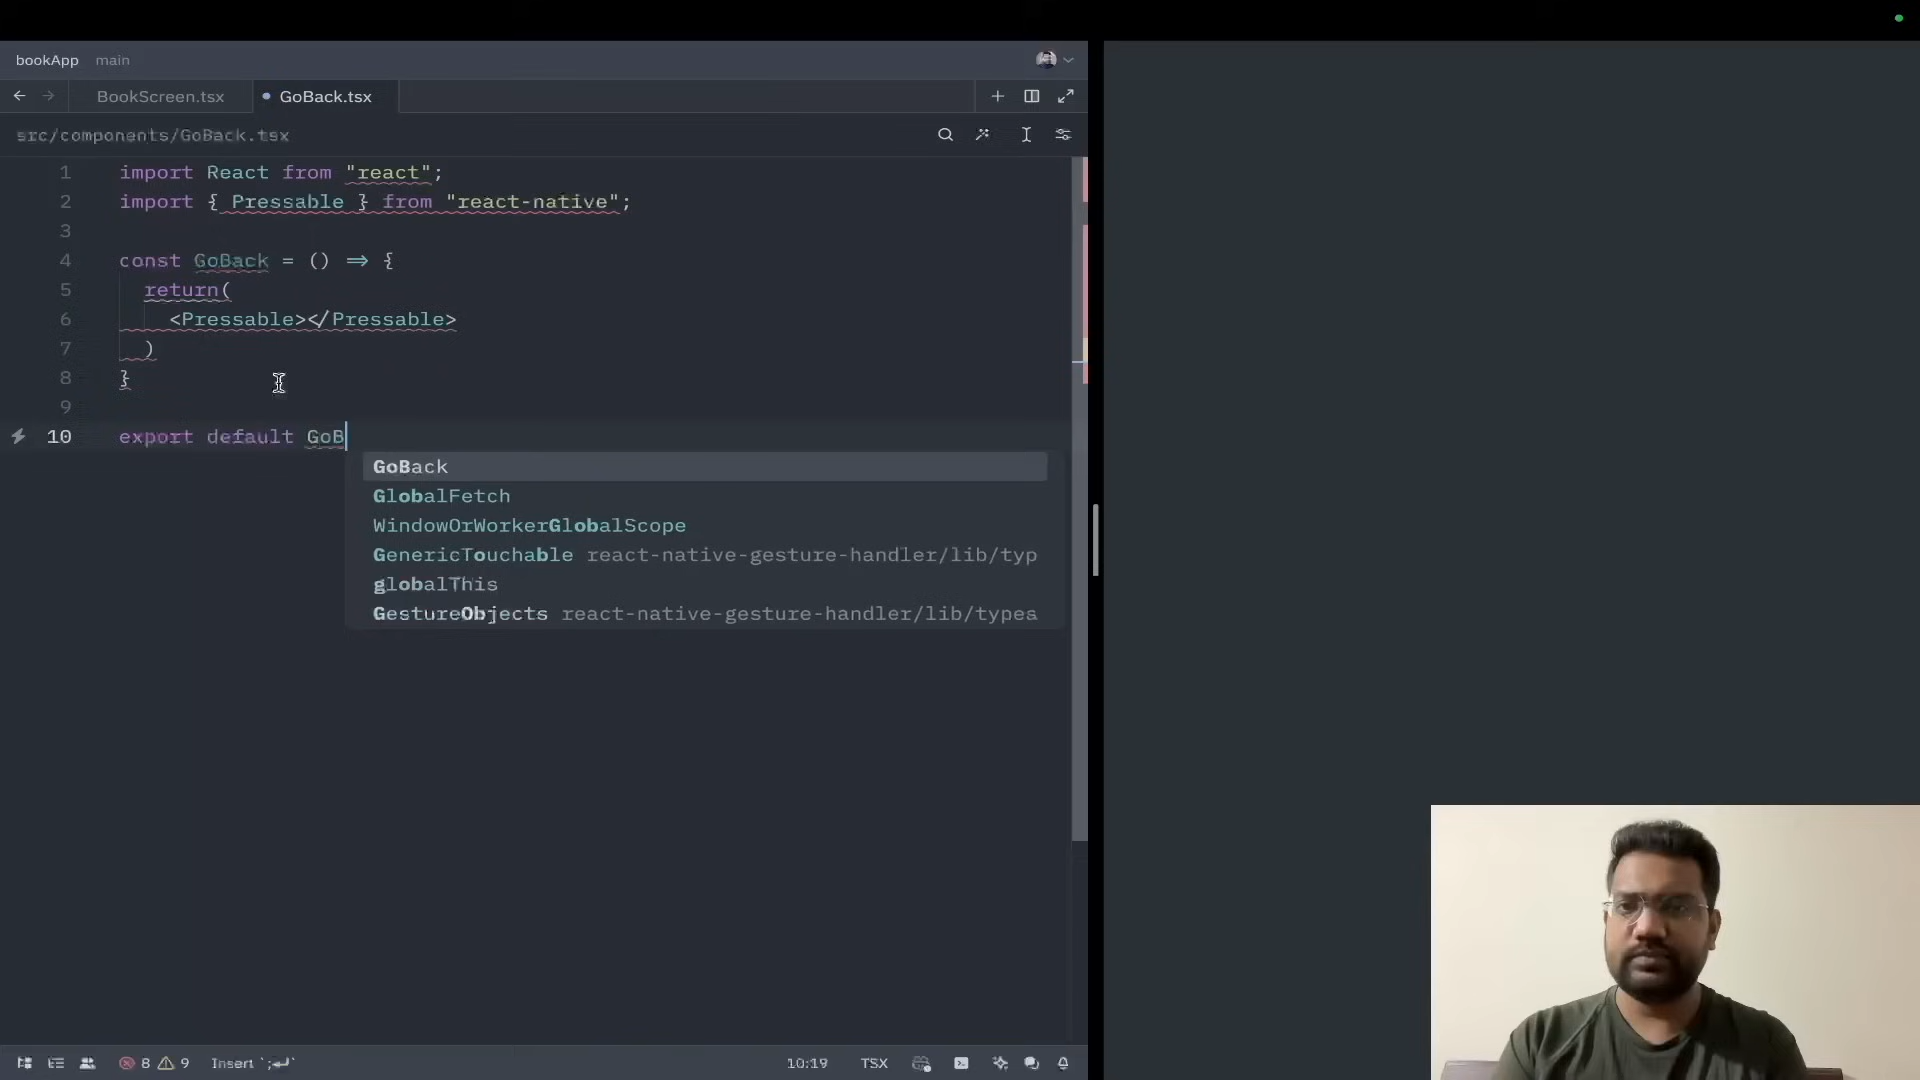 bookApp main
BookScreen.tsx GoBack.tsx
src/components/GoBack.tsx
1 import React from "react";
2 import { Pressable } from "react-native";
3
4 const GoBack = () => {
5 return(
6 <Pressable></Pressable>
7 )
8 }
9
10 export default GoB
GoBack
GlobalFetch
WindowOrWorkerGlobalScope
GenericTouchable react-native-gesture-handler/lib/typ
globalThis
GestureObjects react-native-gesture-handler/lib/types
8 9 Insert `;↵` 10:19 TSX